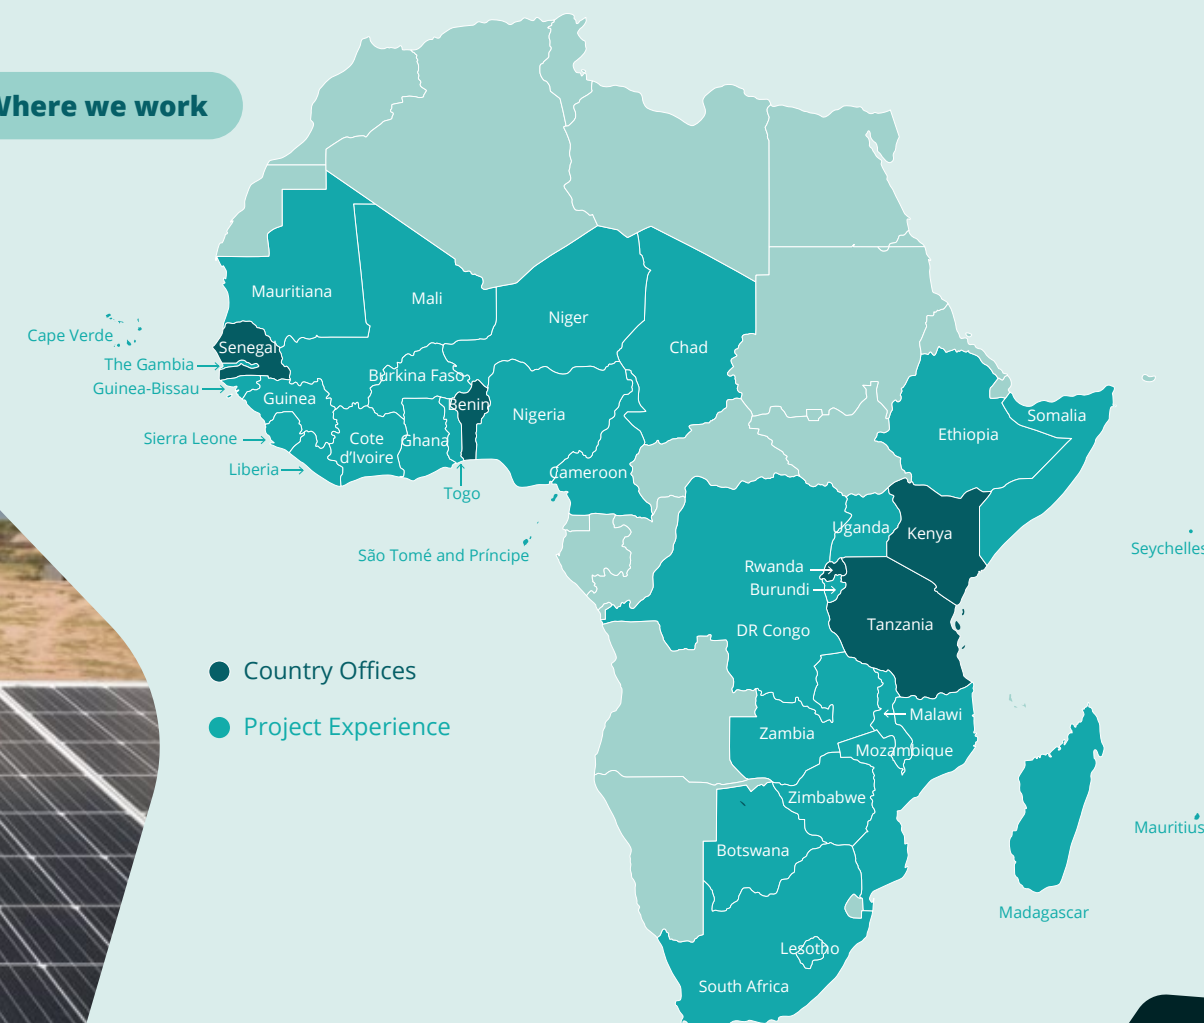 Where we work
Mauritiana
Mali
Niger
Chad
Cape Verde
Senegal
The Gambia
Burkina Faso
Guinea-Bissau
Guinea
Benin
Nigeria
Somalia
Ethiopia
Sierra Leone
Cote
d’Ivoire
Ghana
Liberia
Cameroon
Togo
Uganda
Kenya
São Tomé and Príncipe
Seychelles
Rwanda
Burundi
DR Congo
Tanzania
Country Offices
Project Experience
Malawi
Zambia
Mozambique
Zimbabwe
Mauritius
Botswana
Madagascar
Lesotho
South Africa